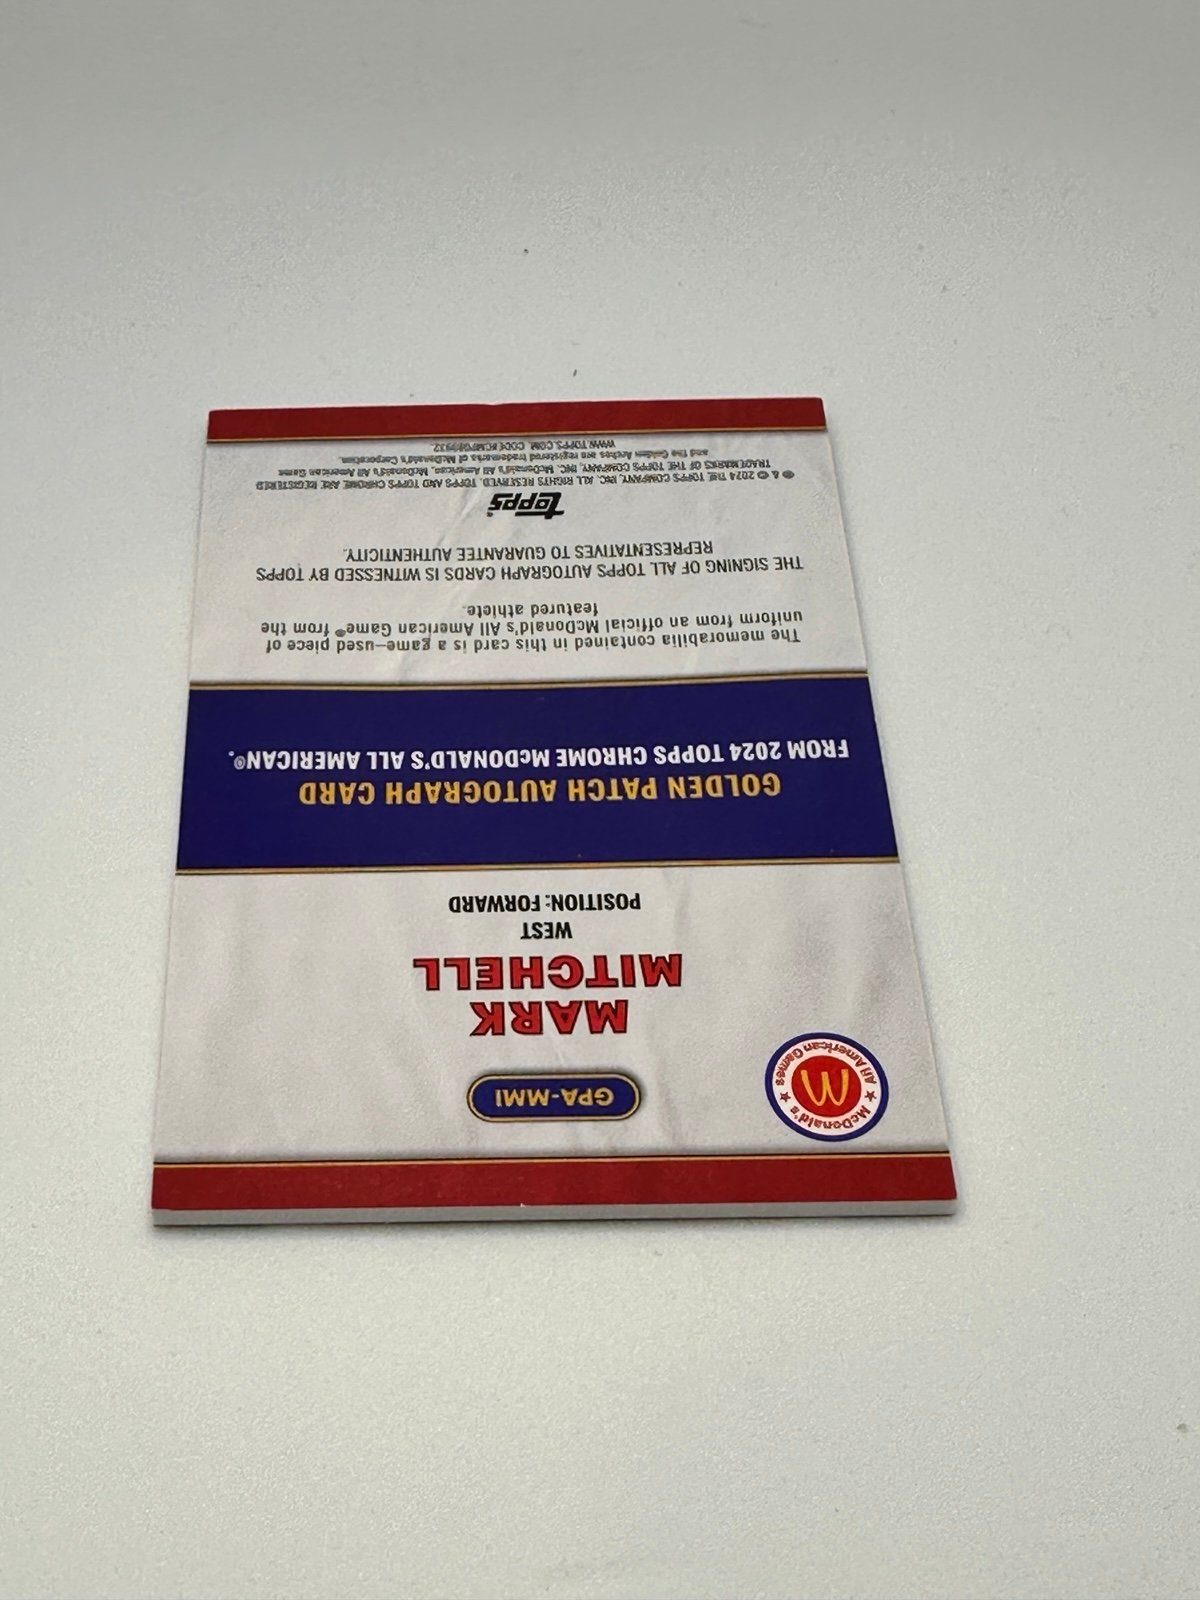 McDonald's
All American Games
GPA-MMI
MARK
MITCHELL
WEST
POSITION: FORWARD
GOLDEN PATCH AUTOGRAPH CARD
FROM 2024 TOPPS CHROME McDONALD'S ALL AMERICAN®.
The memorabilia contained in this card is a game-used piece of
uniform from an official McDonald's All American Game® from the
featured athlete.
THE SIGNING OF ALL TOPPS AUTOGRAPH CARDS IS WITNESSED BY TOPPS
REPRESENTATIVES TO GUARANTEE AUTHENTICITY.
Topps®
® & © 2024 THE TOPPS COMPANY, INC. ALL RIGHTS RESERVED. TOPPS AND TOPPS CHROME ARE REGISTERED
TRADEMARKS OF THE TOPPS COMPANY, INC. McDonald's All American, McDonald's All American Game
and the Golden Arches are registered trademarks of McDonald's Corporation.
WWW.TOPPS.COM. CODE#